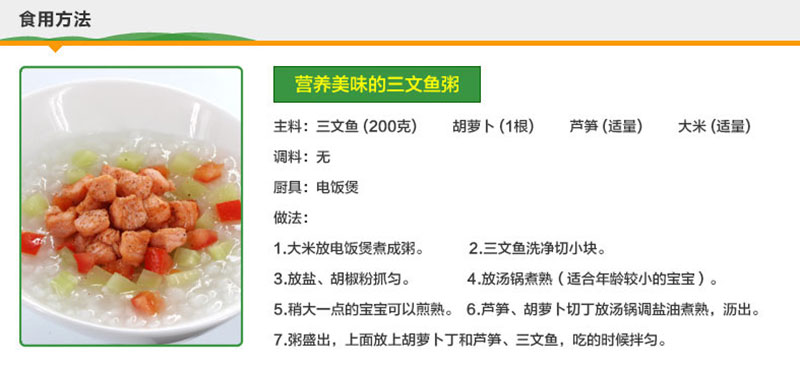 食用方法
营养美味的三文鱼粥
主料：三文鱼 (200克) 胡萝卜 (1根) 芦笋 (适量) 大米 (适量)
调料：无
厨具：电饭煲
做法：
1.大米放电饭煲煮成粥。 2.三文鱼洗净切小块。
3.放盐、胡椒粉抓匀。 4.放汤锅煮熟（适合年龄较小的宝宝）。
5.稍大一点的宝宝可以煎熟。 6.芦笋、胡萝卜切丁放汤锅调盐油煮熟，沥出。
7.粥盛出，上面放上胡萝卜丁和芦笋、三文鱼，吃的时候拌匀。